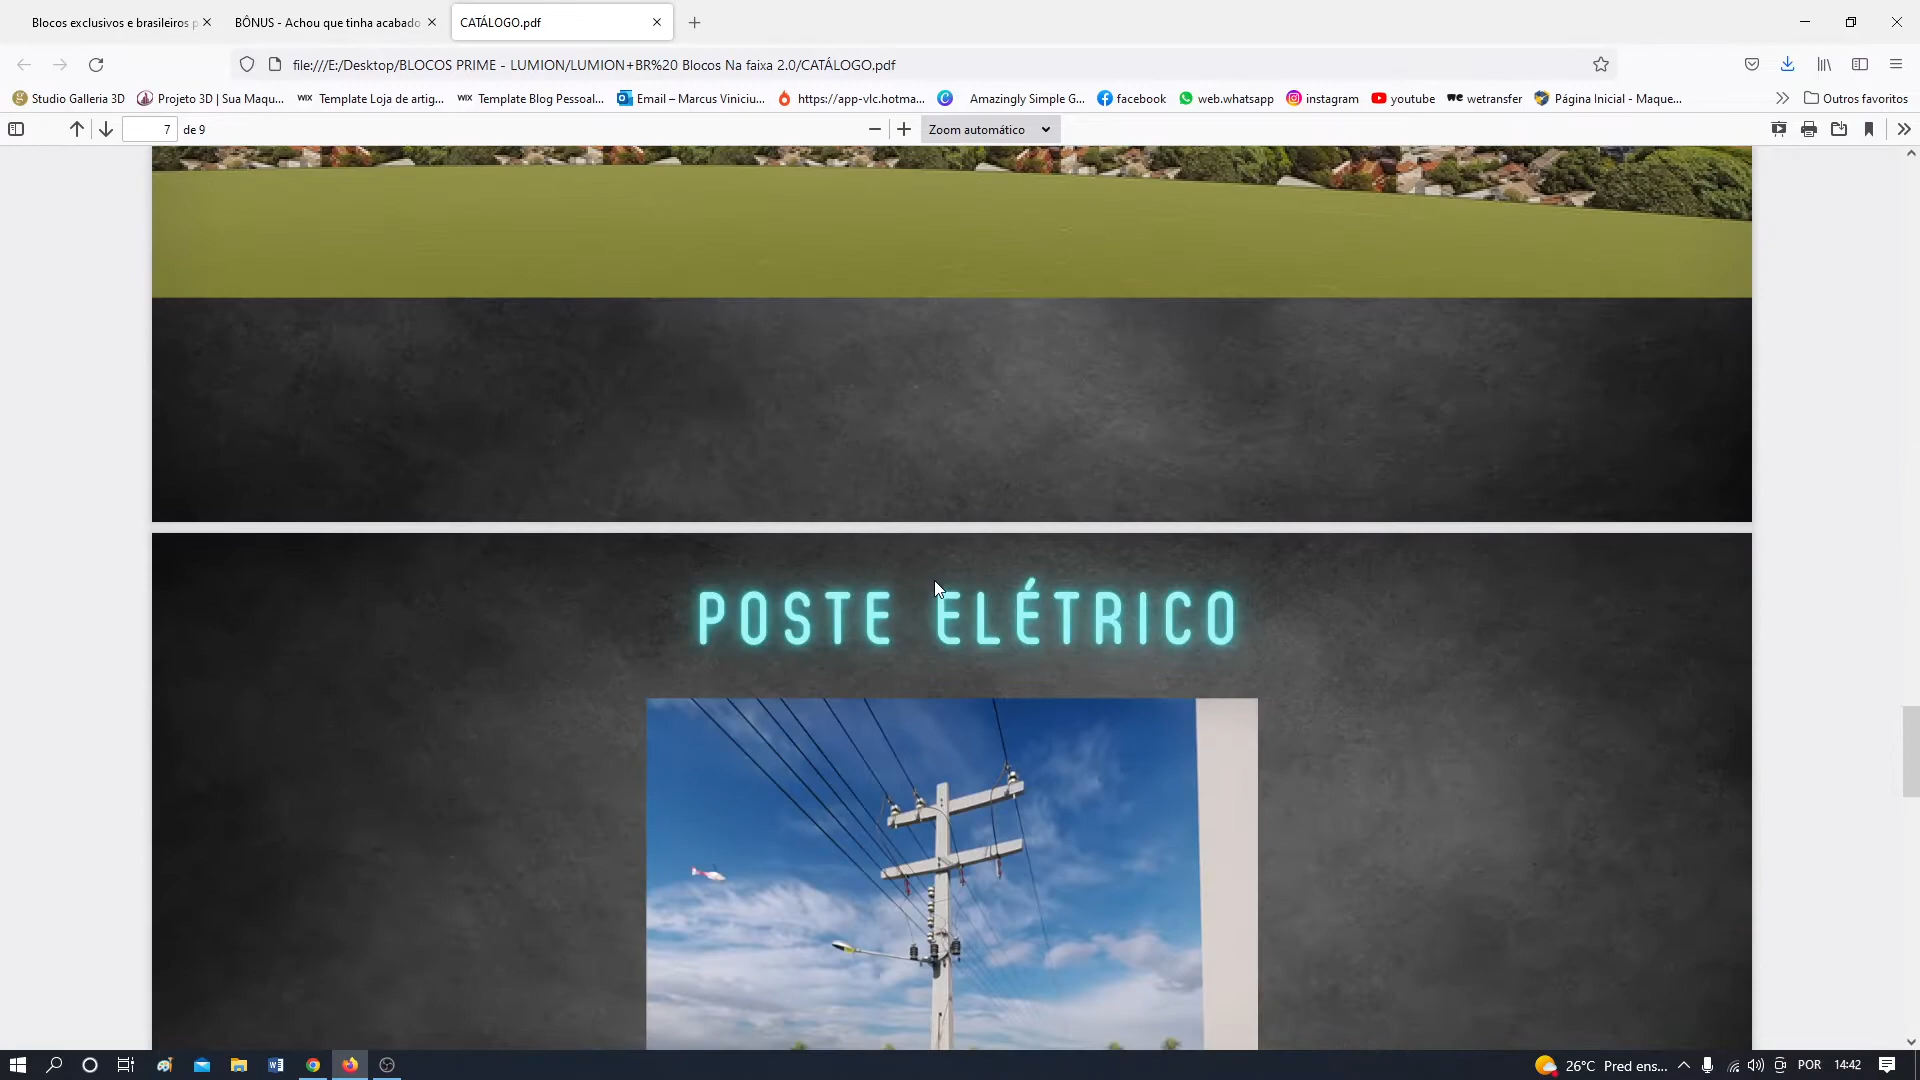 Blocos exclusivos e brasileiros p
BÔNUS - Achou que tinha acabado
CATÁLOGO.pdf
file:///E:/Desktop/BLOCOS PRIME - LUMION/LUMION+BR%20 Blocos Na faixa 2.0/CATÁLOGO.pdf
Studio Galleria 3D
Projeto 3D | Sua Maqu...
WIX Template Loja de artig...
WIX Template Blog Pessoal...
Email – Marcus Viniciu...
https://app-vlc.hotma...
Amazingly Simple G...
facebook
web.whatsapp
instagram
youtube
we wetransfer
Página Inicial - Maque...
Outros favoritos
7 de 9
Zoom automático
POSTE ELÉTRICO
26°C Pred ens...
POR
14:42